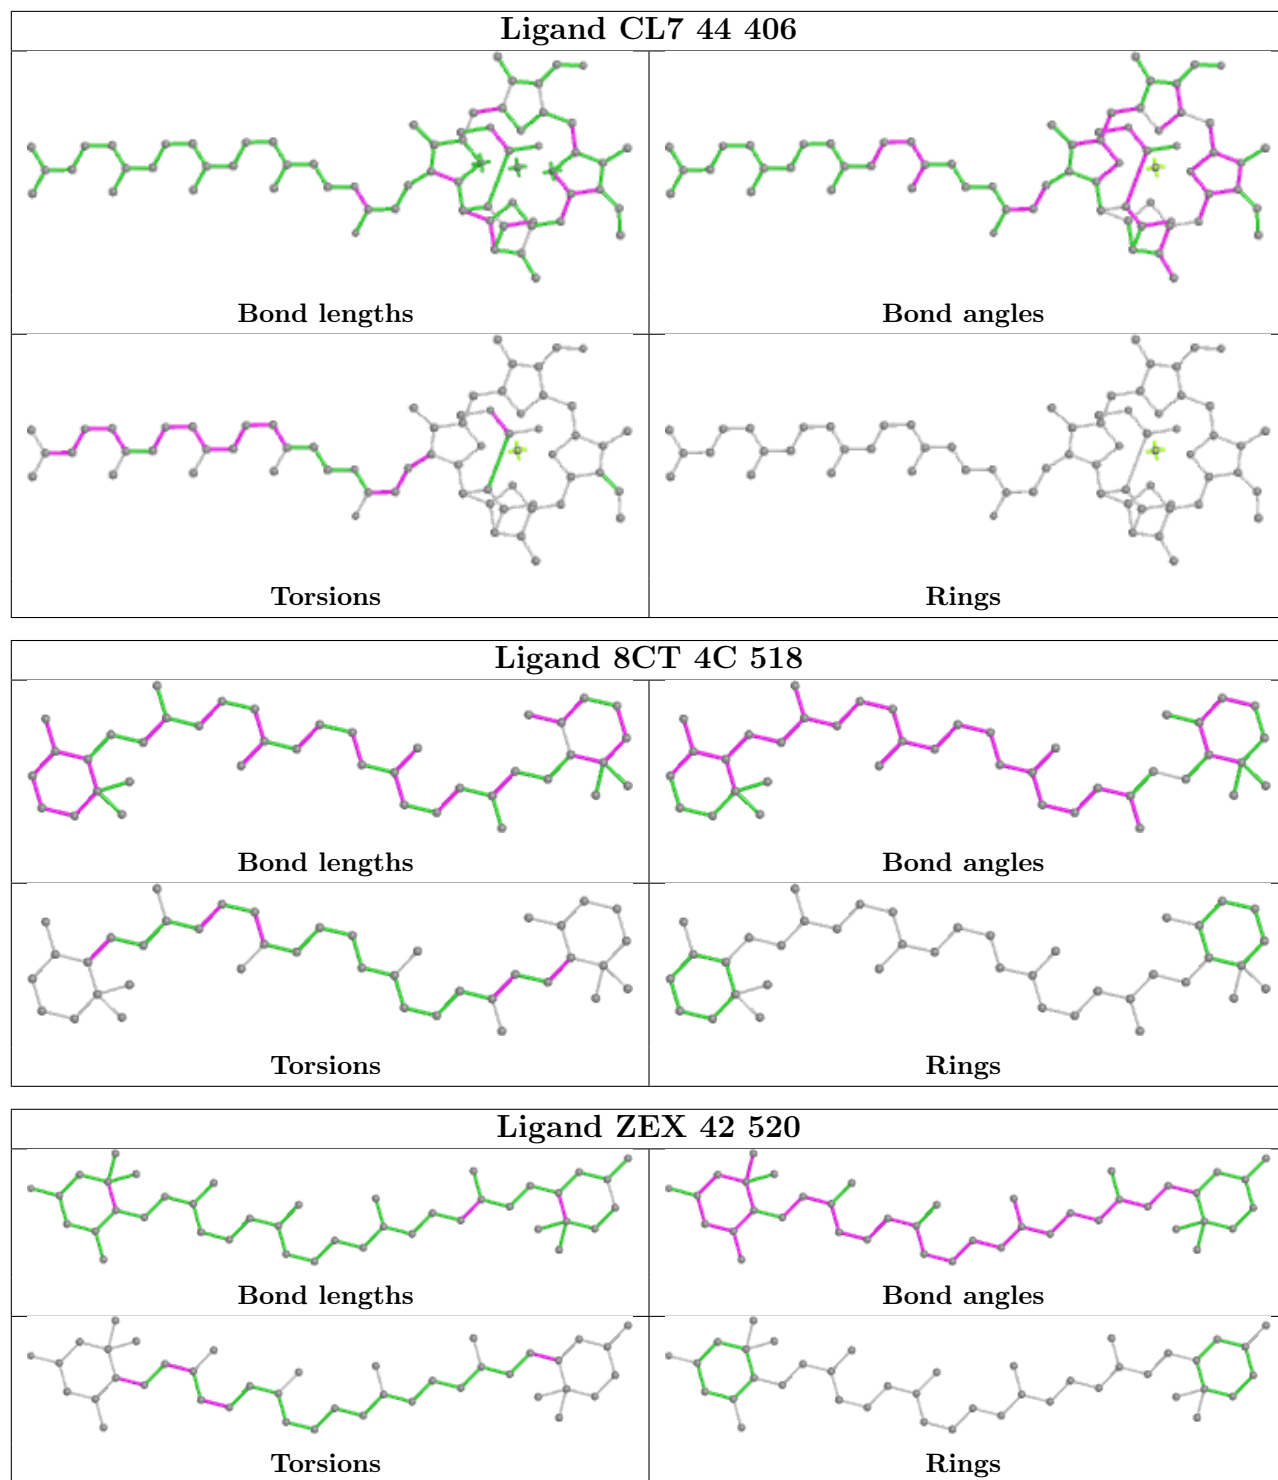 Ligand CL7 44 406
Bond lengths
Bond angles
Torsions
Rings
Ligand 8CT 4C 518
Bond lengths
Bond angles
Torsions
Rings
Ligand ZEX 42 520
Bond lengths
Bond angles
Torsions
Rings